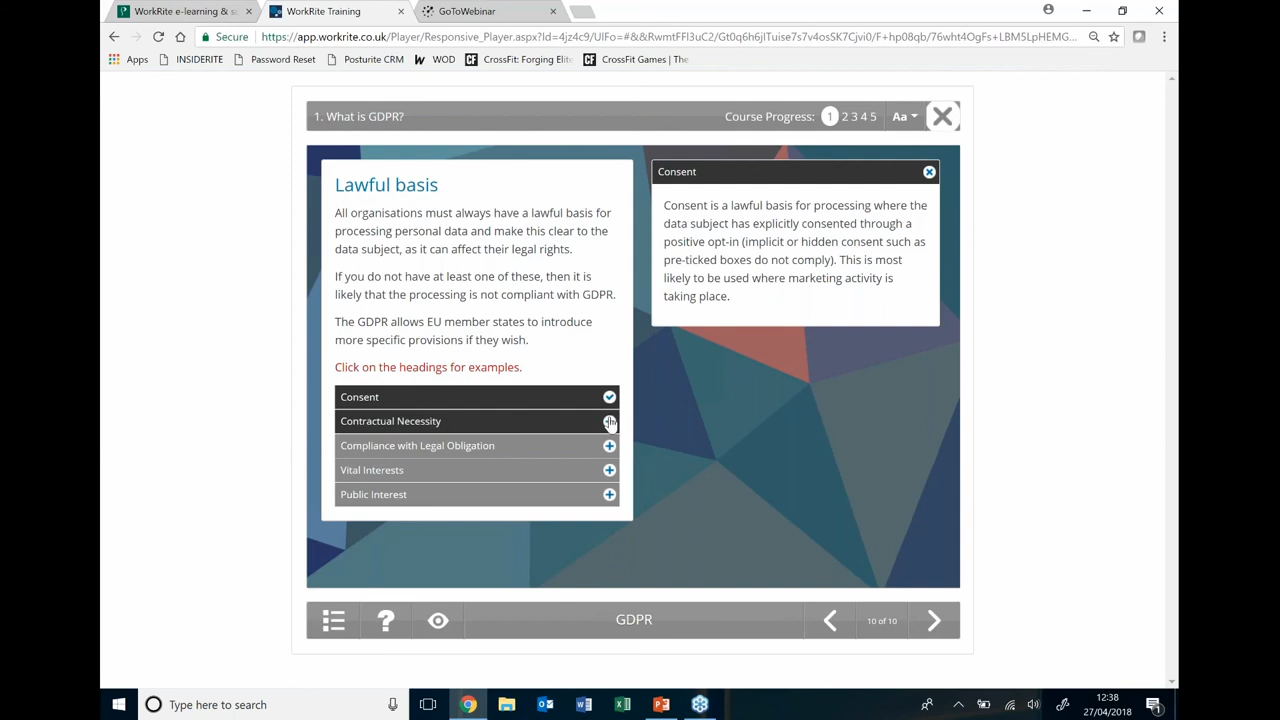 WorkRite e-learning & s
WorkRite Training
GoToWebinar
Secure
https://app.workrite.co.uk/Player/Responsive_Player.aspx?Id=4jz4c9/UlFo=#&&RwmtFFI3uC2/Gt0q6h6jITuise7s7v4osSK7Cjvi0/F+hp08qb/76wht4OgFs+LBM5LpHEMG...
Apps
INSIDERITE
Password Reset
Posturite CRM
WOD
CrossFit: Forging Elit
CrossFit Games | The
1. What is GDPR?
Course Progress: 1 2 3 4 5
Aa
Lawful basis
All organisations must always have a lawful basis for
processing personal data and make this clear to the
data subject, as it can affect their legal rights.
If you do not have at least one of these, then it is
likely that the processing is not compliant with GDPR.
The GDPR allows EU member states to introduce
more specific provisions if they wish.
Click on the headings for examples.
Consent
Contractual Necessity
Compliance with Legal Obligation
Vital Interests
Public Interest
Consent
Consent is a lawful basis for processing where the
data subject has explicitly consented through a
positive opt-in (implicit or hidden consent such as
pre-ticked boxes do not comply). This is most
likely to be used where marketing activity is
taking place.
GDPR
10 of 10
Type here to search
12:38
27/04/2018